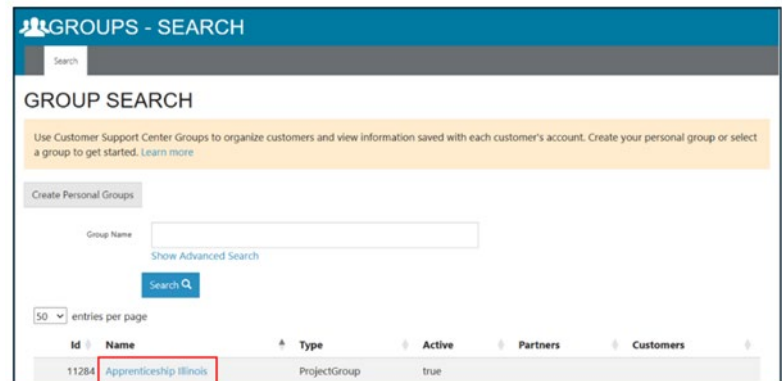 GROUPS - SEARCH
Search
GROUP SEARCH
Use Customer Support Center Groups to organize customers and view information saved with each customer's account. Create your personal group or select
a group to get started. Learn more
Create Personal Groups
Group Name
Show Advanced Search
Search
50 entries per page
Id Name Type Active Partners Customers
11284 Apprenticeship Illinois ProjectGroup true